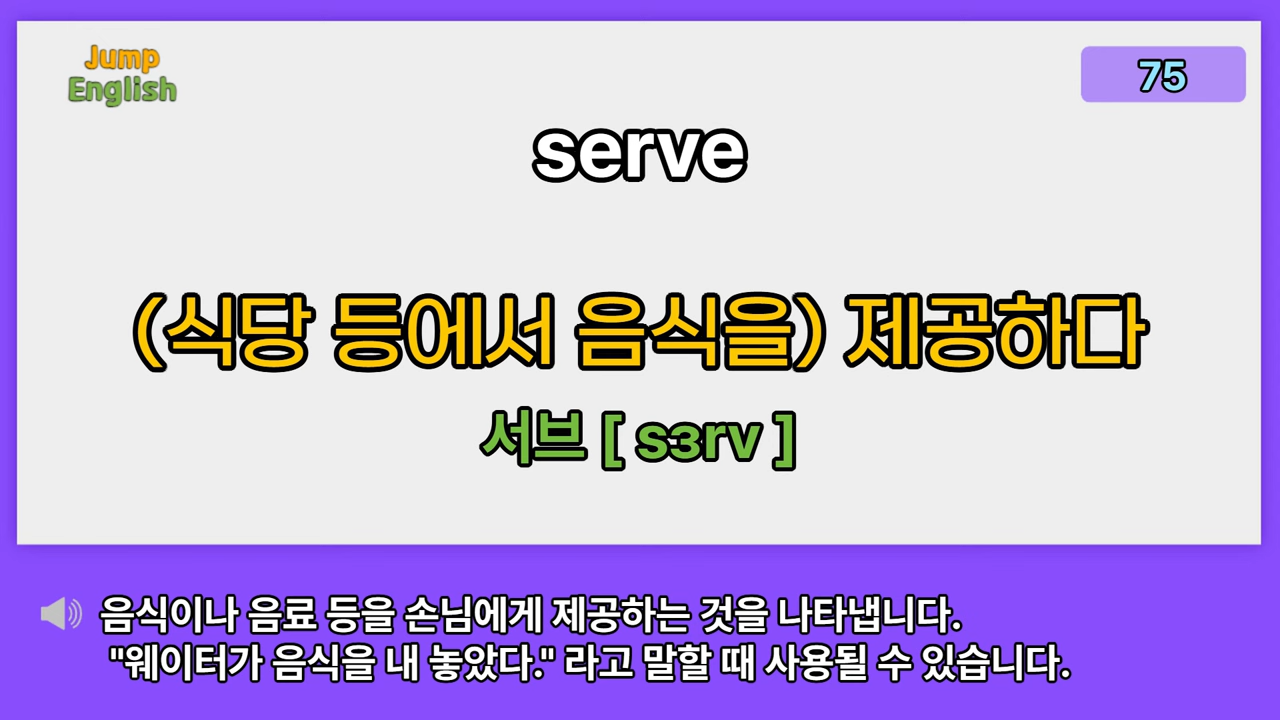 Jump
English
75
serve
(식당 등에서 음식을) 제공하다
서브 [ sɜrv ]
음식이나 음료 등을 손님에게 제공하는 것을 나타냅니다.
"웨이터가 음식을 내 놓았다." 라고 말할 때 사용될 수 있습니다.